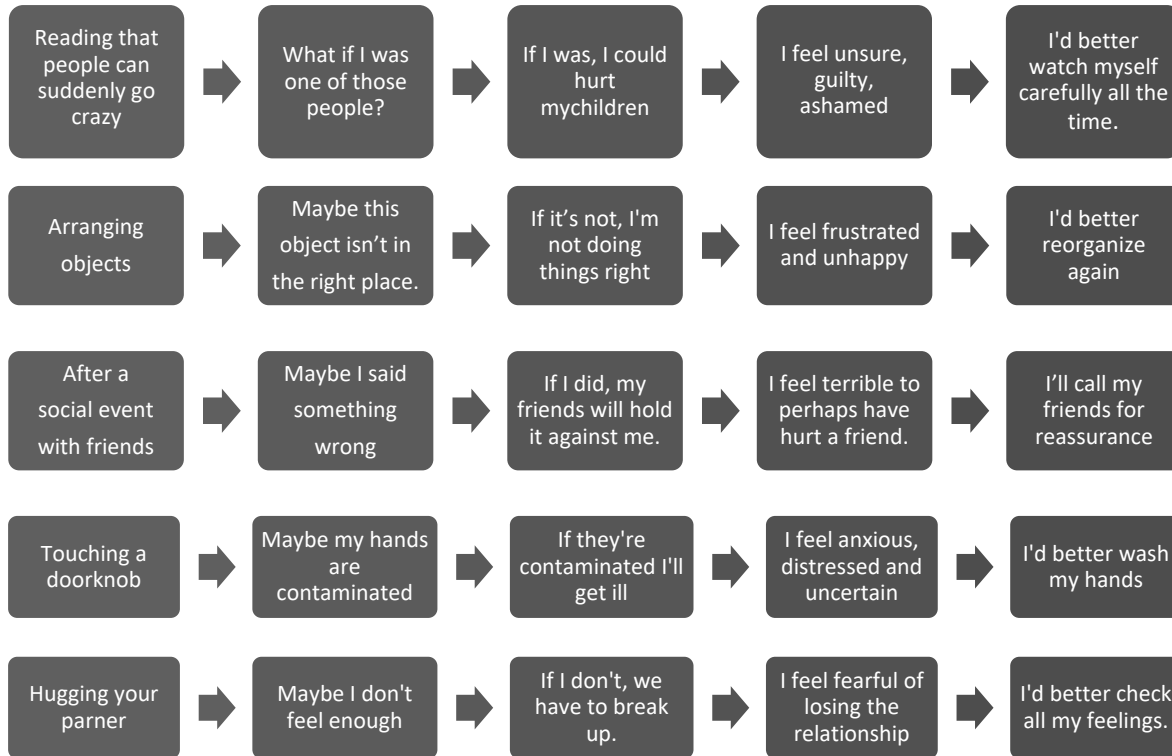 Reading that
people can
suddenly go
crazy
What if I was
one of those
people?
If I was, I could
hurt
mychildren
I feel unsure,
guilty,
ashamed
I'd better
watch myself
carefully all the
time.
Arranging
objects
Maybe this
object isn’t in
the right place.
If it’s not, I'm
not doing
things right
I feel frustrated
and unhappy
I'd better
reorganize
again
After a
social event
with friends
Maybe I said
something
wrong
If I did, my
friends will hold
it against me.
I feel terrible to
perhaps have
hurt a friend.
I’ll call my
friends for
reassurance
Touching a
doorknob
Maybe my hands
are
contaminated
If they're
contaminated I'll
get ill
I feel anxious,
distressed and
uncertain
I'd better wash
my hands
Hugging your
parner
Maybe I don't
feel enough
If I don't, we
have to break
up.
I feel fearful of
losing the
relationship
I'd better check
all my feelings.